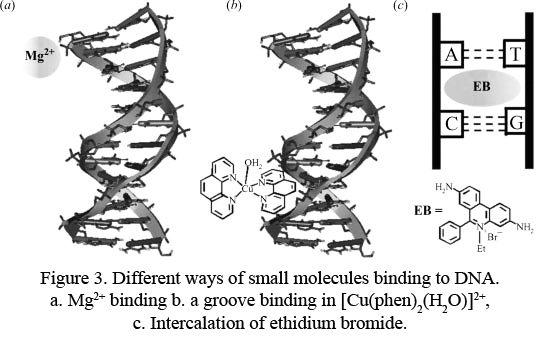 (a)
(b)
(c)
Mg²⁺
A
T
EB
C
G
OH₂
N
N
Cu
N
N
H₂N
EB =
NH₂
N
Br⁻
Et
Figure 3. Different ways of small molecules binding to DNA.
a. Mg²⁺ binding b. a groove binding in [Cu(phen)₂(H₂O)]²⁺,
c. Intercalation of ethidium bromide.